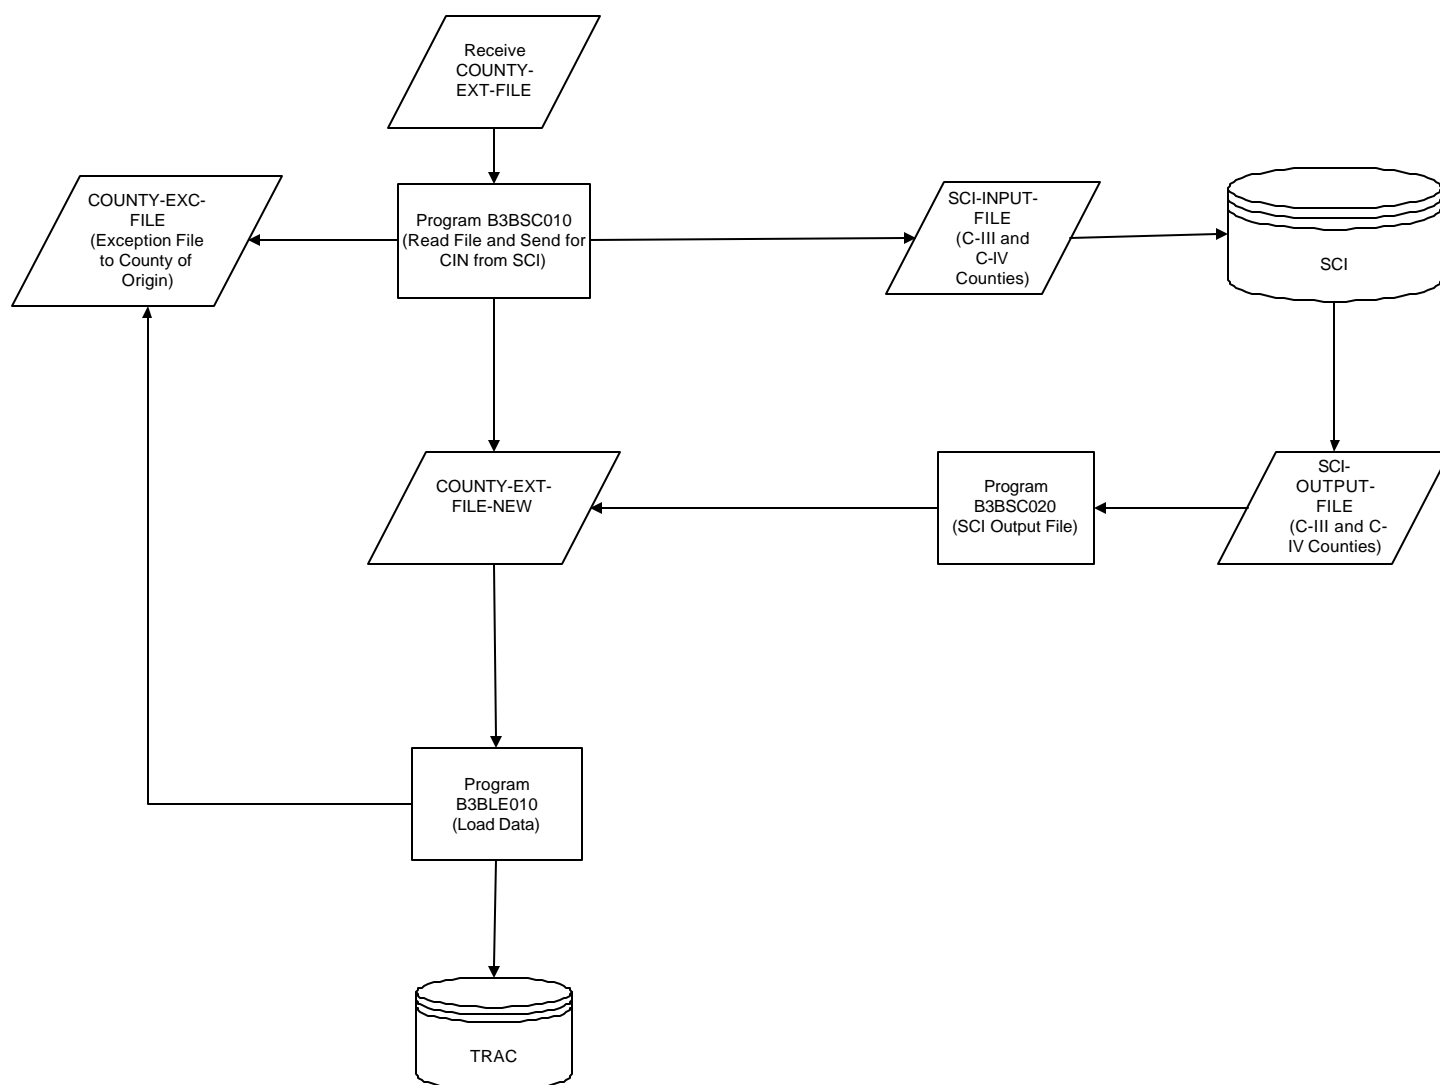 Receive
COUNTY-
EXT-FILE
COUNTY-EXC-
FILE
(Exception File
to County of
Origin)
Program B3BSC010
(Read File and Send for
CIN from SCI)
SCI-INPUT-
FILE
(C-III and
C-IV
Counties)
SCI
COUNTY-EXT-
FILE-NEW
Program
B3BSC020
(SCI Output File)
SCI-
OUTPUT-
FILE
(C-III and C-
IV Counties)
Program
B3BLE010
(Load Data)
TRAC